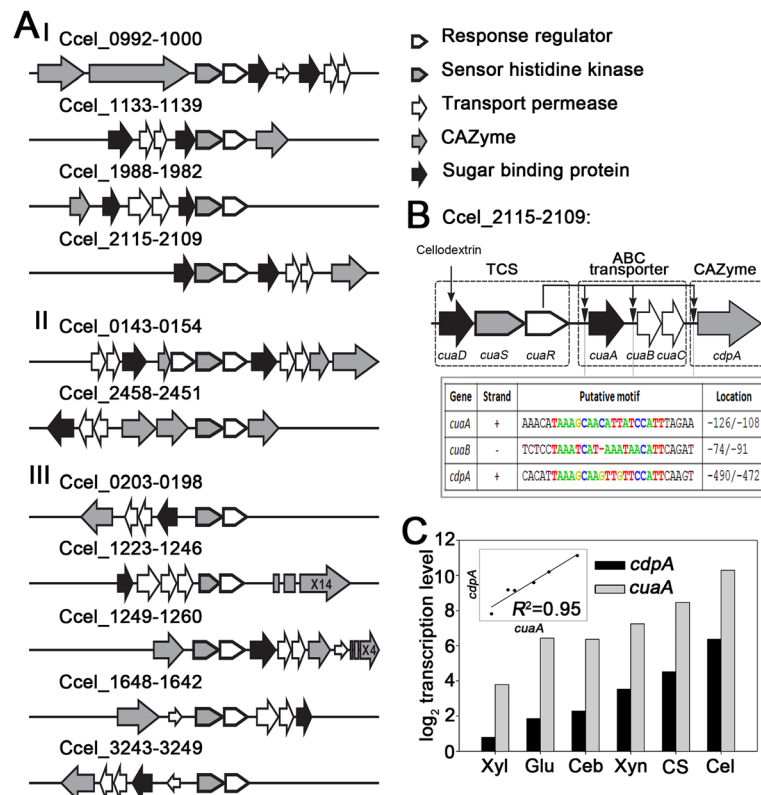 A
I
Ccel_0992-1000
Ccel_1133-1139
Ccel_1988-1982
Ccel_2115-2109
II
Ccel_0143-0154
Ccel_2458-2451
III
Ccel_0203-0198
Ccel_1223-1246
X14
Ccel_1249-1260
X4
Ccel_1648-1642
Ccel_3243-3249
Response regulator
Sensor histidine kinase
Transport permease
CAZyme
Sugar binding protein
B Ccel_2115-2109:
Cellodextrin
TCS ABC transporter CAZyme
cuaD cuaS cuaR cuaA cuaB cuaC cdpA
Gene Strand Putative motif Location
cuaA + AAACATAAAGCAACATTATCCATTTAGAA -126/-108
cuaB - TCTCCTAAATCAT-AAATAACATTCAGAT -74/-91
cdpA + CACATTAAAGCAAGTTGTTCCATTCAAGT -490/-472
C
log2 transcription level
12
10
8
6
4
2
0
cdpA
cuaA
R²=0.95
cdpA
cuaA
Xyl Glu Ceb Xyn CS Cel